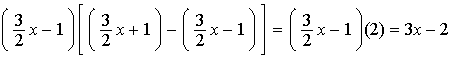 (3/2 x − 1)[(3/2 x + 1) − (3/2 x − 1)] = (3/2 x − 1)(2) = 3x − 2